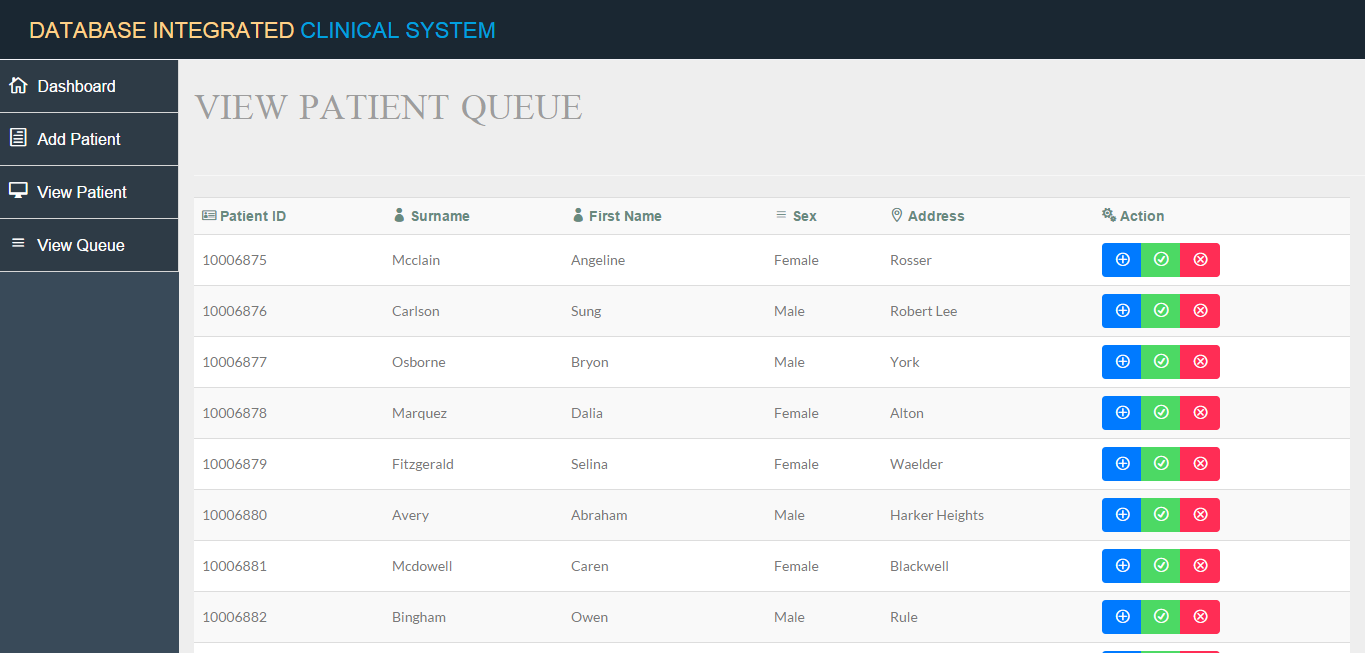 DATABASE INTEGRATED CLINICAL SYSTEM
Dashboard
Add Patient
View Patient
View Queue
VIEW PATIENT QUEUE
Patient ID Surname First Name Sex Address Action
10006875 Mcclain Angeline Female Rosser
10006876 Carlson Sung Male Robert Lee
10006877 Osborne Bryon Male York
10006878 Marquez Dalia Female Alton
10006879 Fitzgerald Selina Female Waelder
10006880 Avery Abraham Male Harker Heights
10006881 Mcdowell Caren Female Blackwell
10006882 Bingham Owen Male Rule